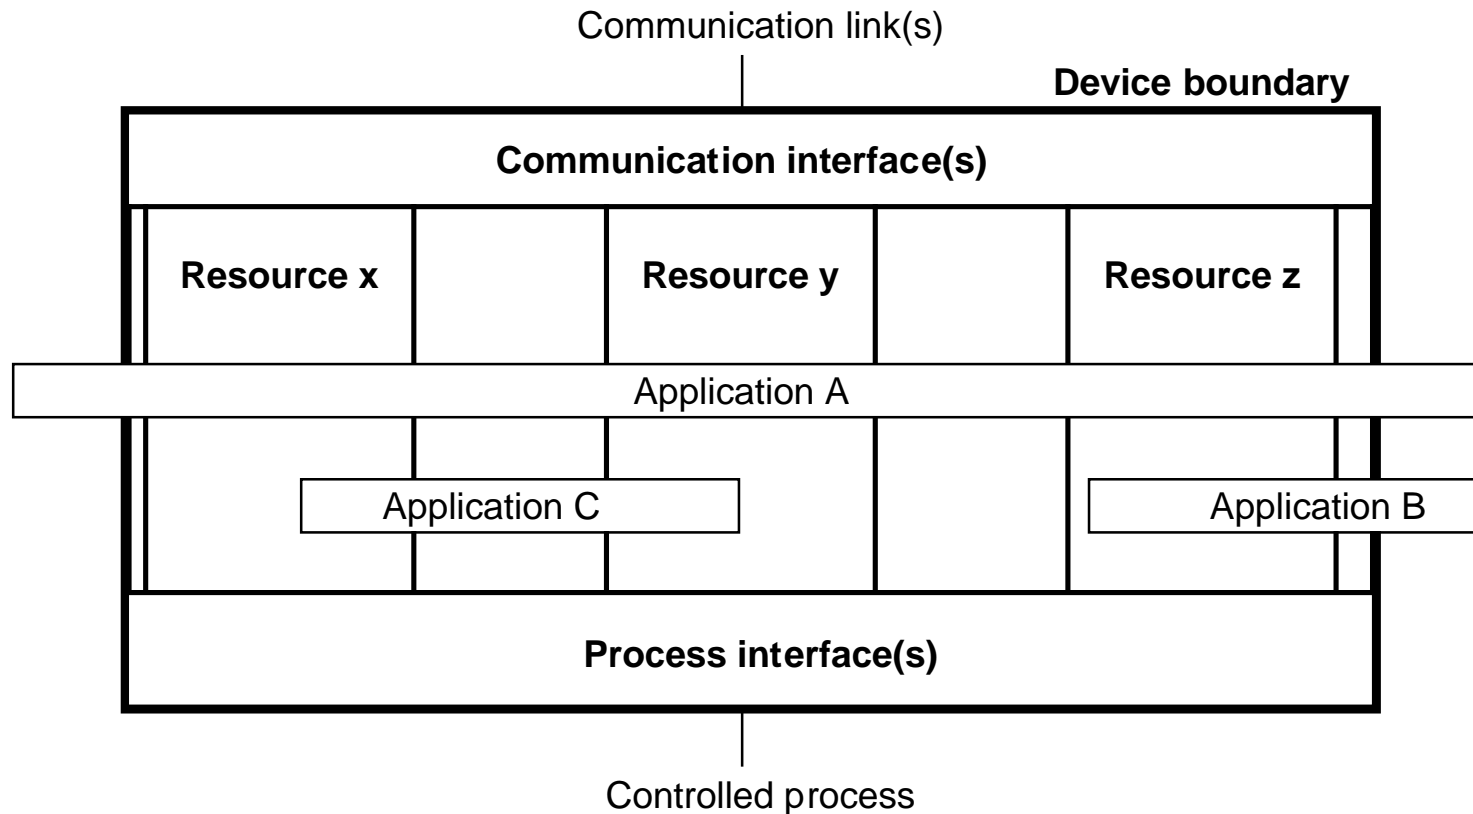 Communication link(s)
Device boundary
Communication interface(s)
Resource x
Resource y
Resource z
Application A
Application C
Application B
Process interface(s)
Controlled process